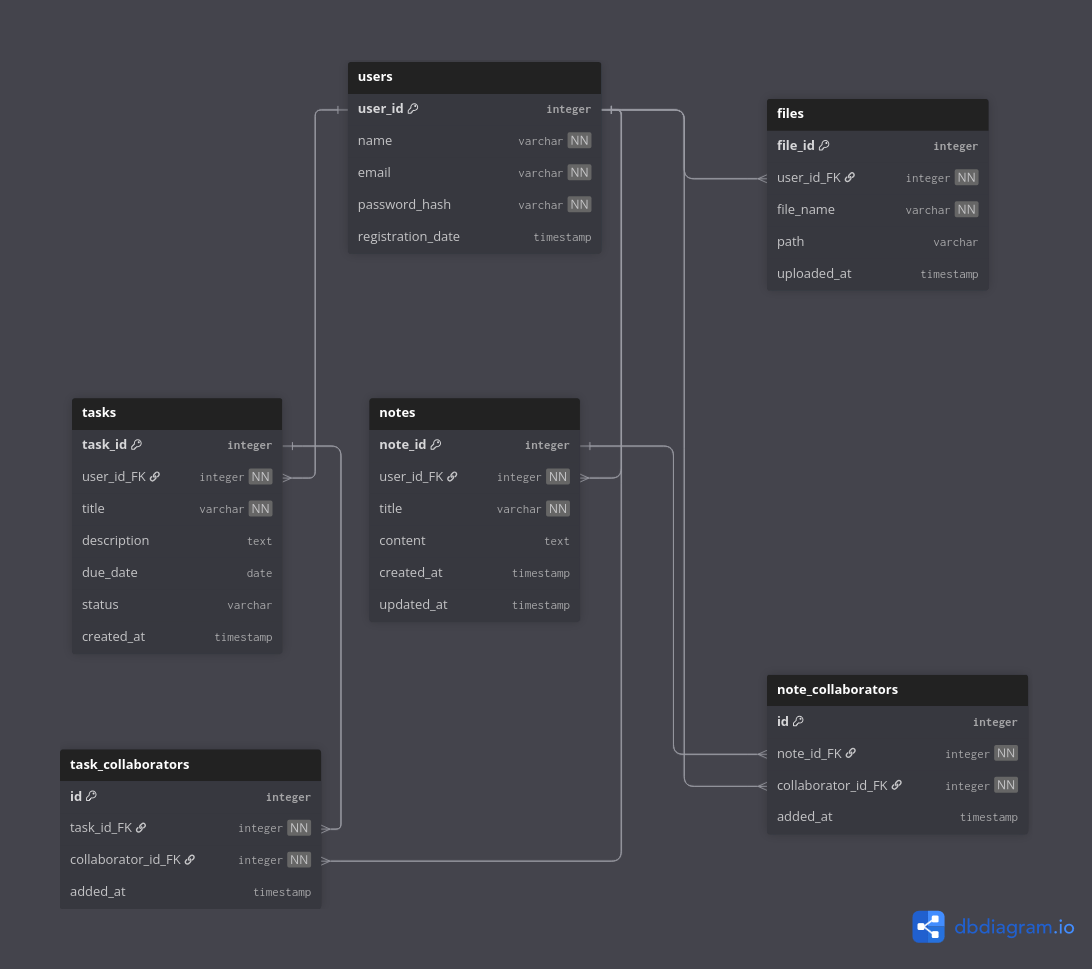 users
user_id integer
name varchar NN
email varchar NN
password_hash varchar NN
registration_date timestamp
files
file_id integer
user_id_FK integer NN
file_name varchar NN
path varchar
uploaded_at timestamp
tasks
task_id integer
user_id_FK integer NN
title varchar NN
description text
due_date date
status varchar
created_at timestamp
notes
note_id integer
user_id_FK integer NN
title varchar NN
content text
created_at timestamp
updated_at timestamp
note_collaborators
id integer
note_id_FK integer NN
collaborator_id_FK integer NN
added_at timestamp
task_collaborators
id integer
task_id_FK integer NN
collaborator_id_FK integer NN
added_at timestamp
dbdiagram.io